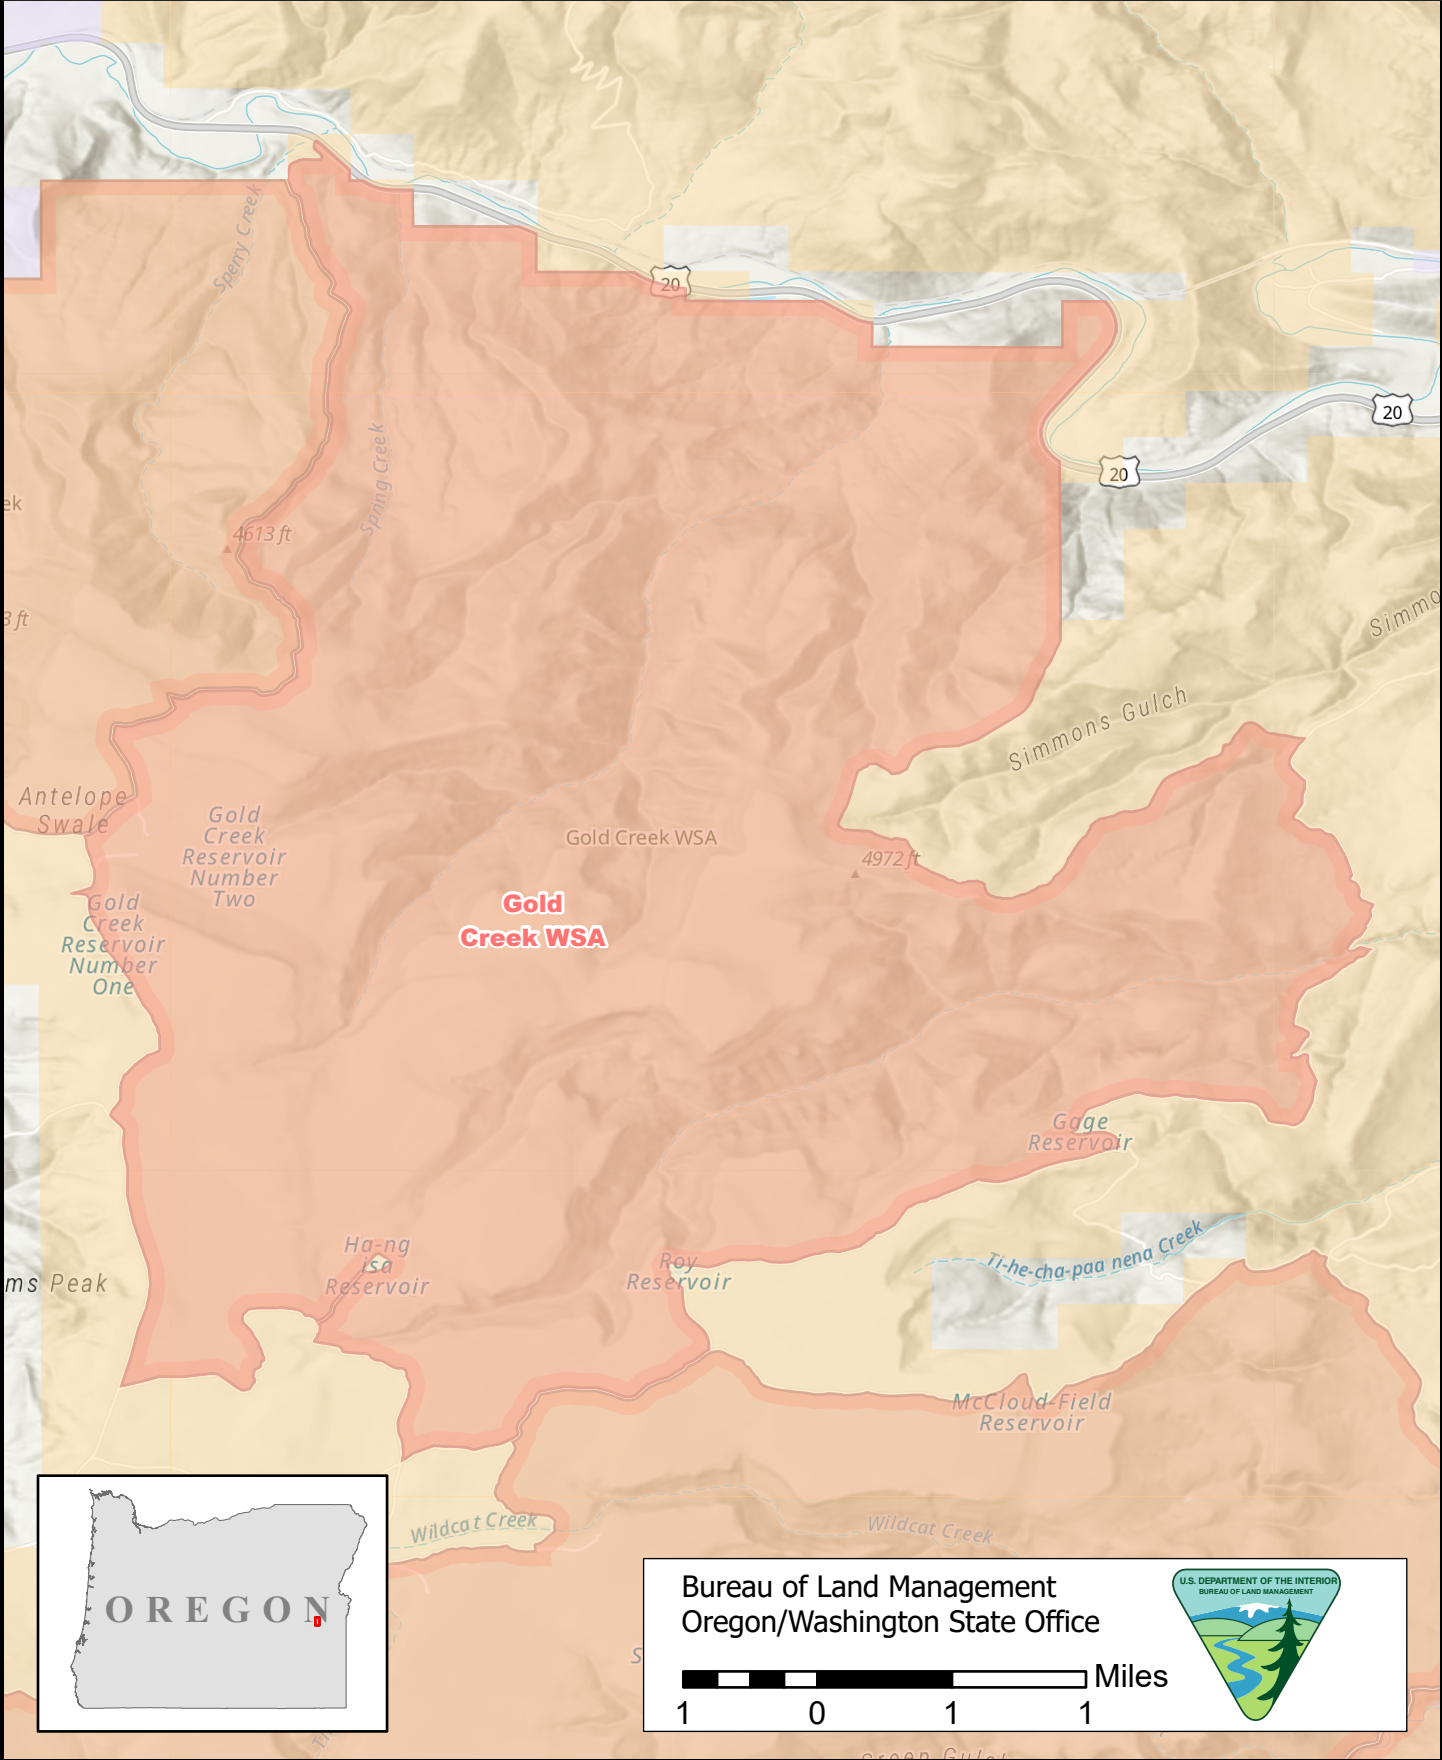 Sperry Creek
20
20
20
Spring Creek
ek
4613 ft
3 ft
Simmo
Simmons Gulch
Antelope
Swale
Gold
Creek
Reservoir
Number
Two
Gold Creek WSA
4972 ft
Gold
Creek WSA
Gold
Creek
Reservoir
Number
One
Gage
Reservoir
Ti-he-cha-paa nena Creek
Ha-ng
isa
Reservoir
Roy
Reservoir
ms Peak
McCloud-Field
Reservoir
Wildcat Creek
Wildcat Creek
OREGON
Bureau of Land Management
Oregon/Washington State Office
Miles
1 0 1 1
U.S. DEPARTMENT OF THE INTERIOR
BUREAU OF LAND MANAGEMENT
S